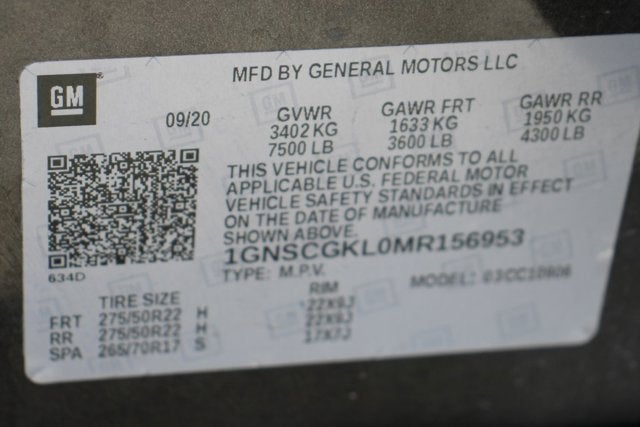 GM
MFD BY GENERAL MOTORS LLC
09/20 GVWR GAWR FRT GAWR RR
3402 KG 1633 KG 1950 KG
7500 LB 3600 LB 4300 LB
THIS VEHICLE CONFORMS TO ALL
APPLICABLE U.S. FEDERAL MOTOR
VEHICLE SAFETY STANDARDS IN EFFECT
ON THE DATE OF MANUFACTURE
SHOWN ABOVE.
1GNSCGKL0MR156953
634D
TYPE: M.P.V. MODEL:
TIRE SIZE RIM
FRT 275/50R22 H 22X9J
RR 275/50R22 H 22X9J
SPA 265/70R17 S 17X7J